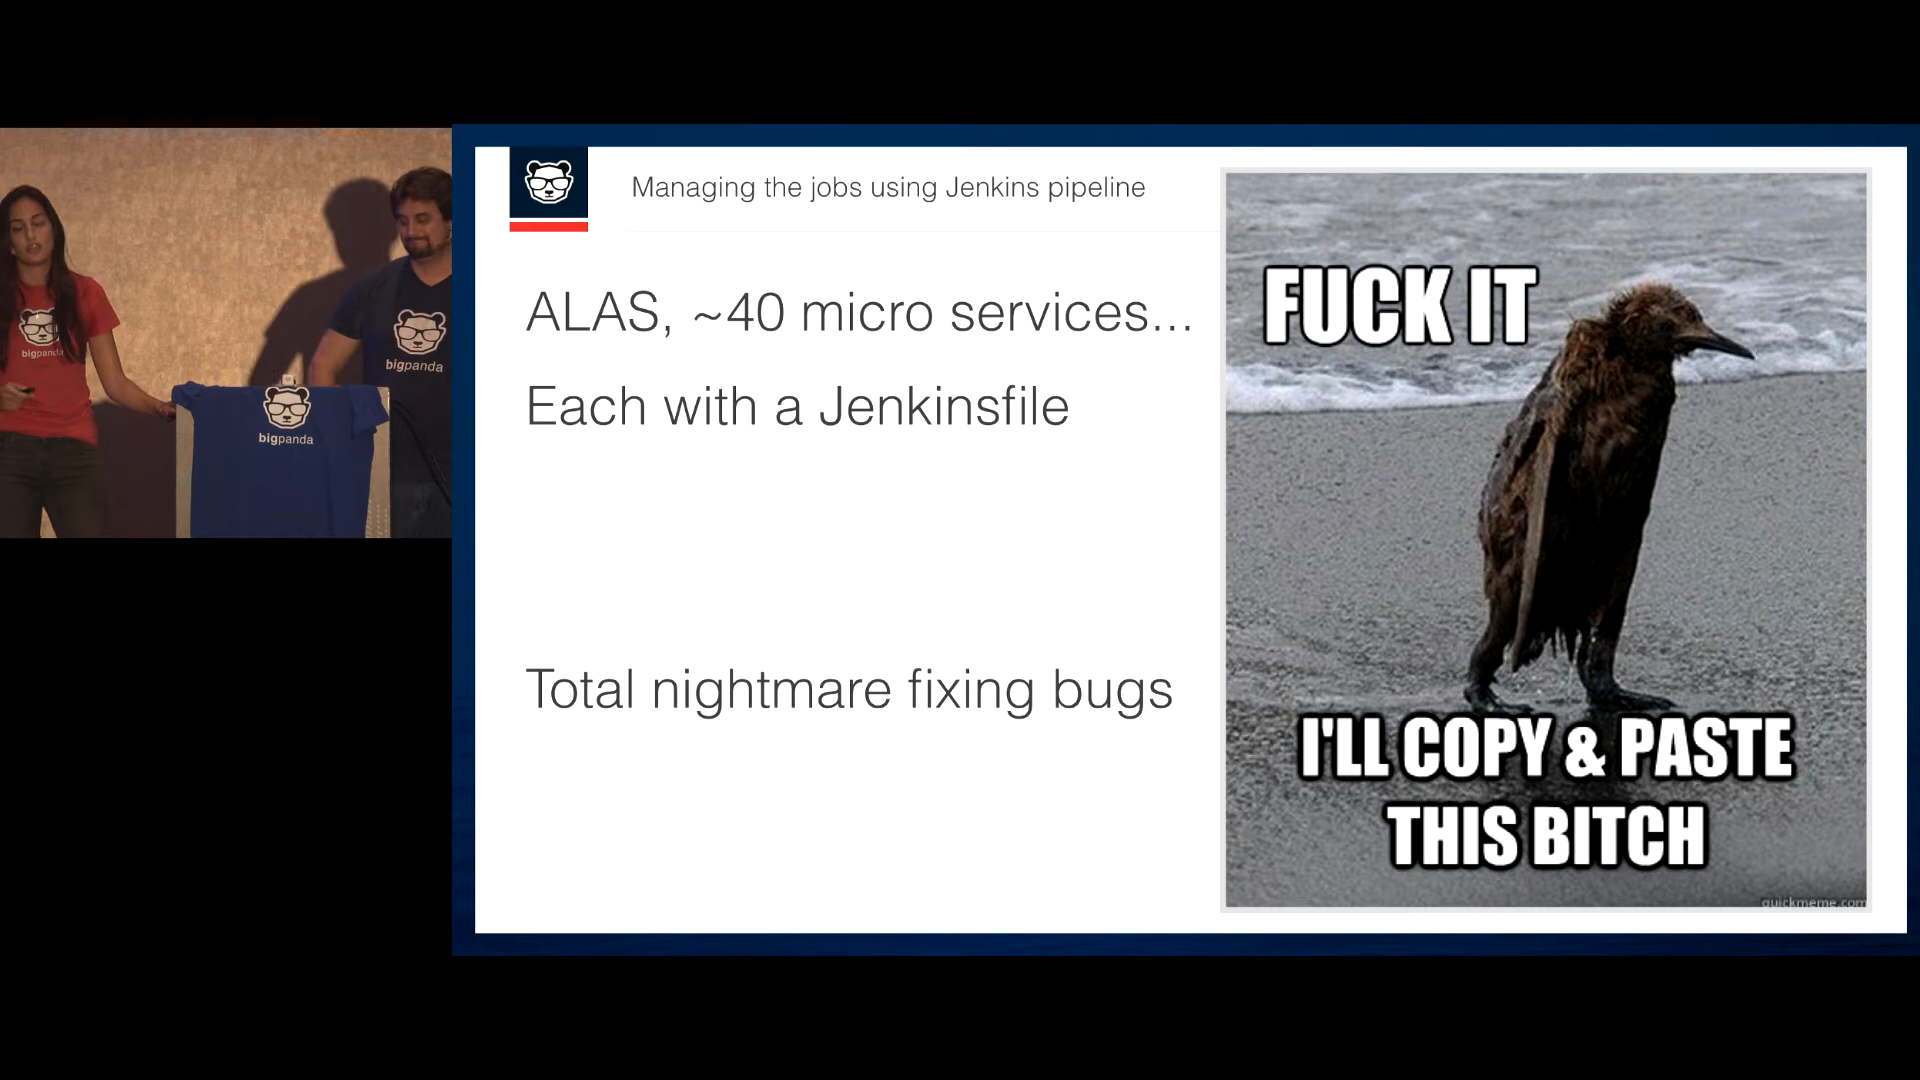 Managing the jobs using Jenkins pipeline
ALAS, ~40 micro services...
Each with a Jenkinsfile
Total nightmare fixing bugs
FUCK IT
I'LL COPY & PASTE
THIS BITCH
quickmeme.com
bigpanda
bigpanda
bigpanda